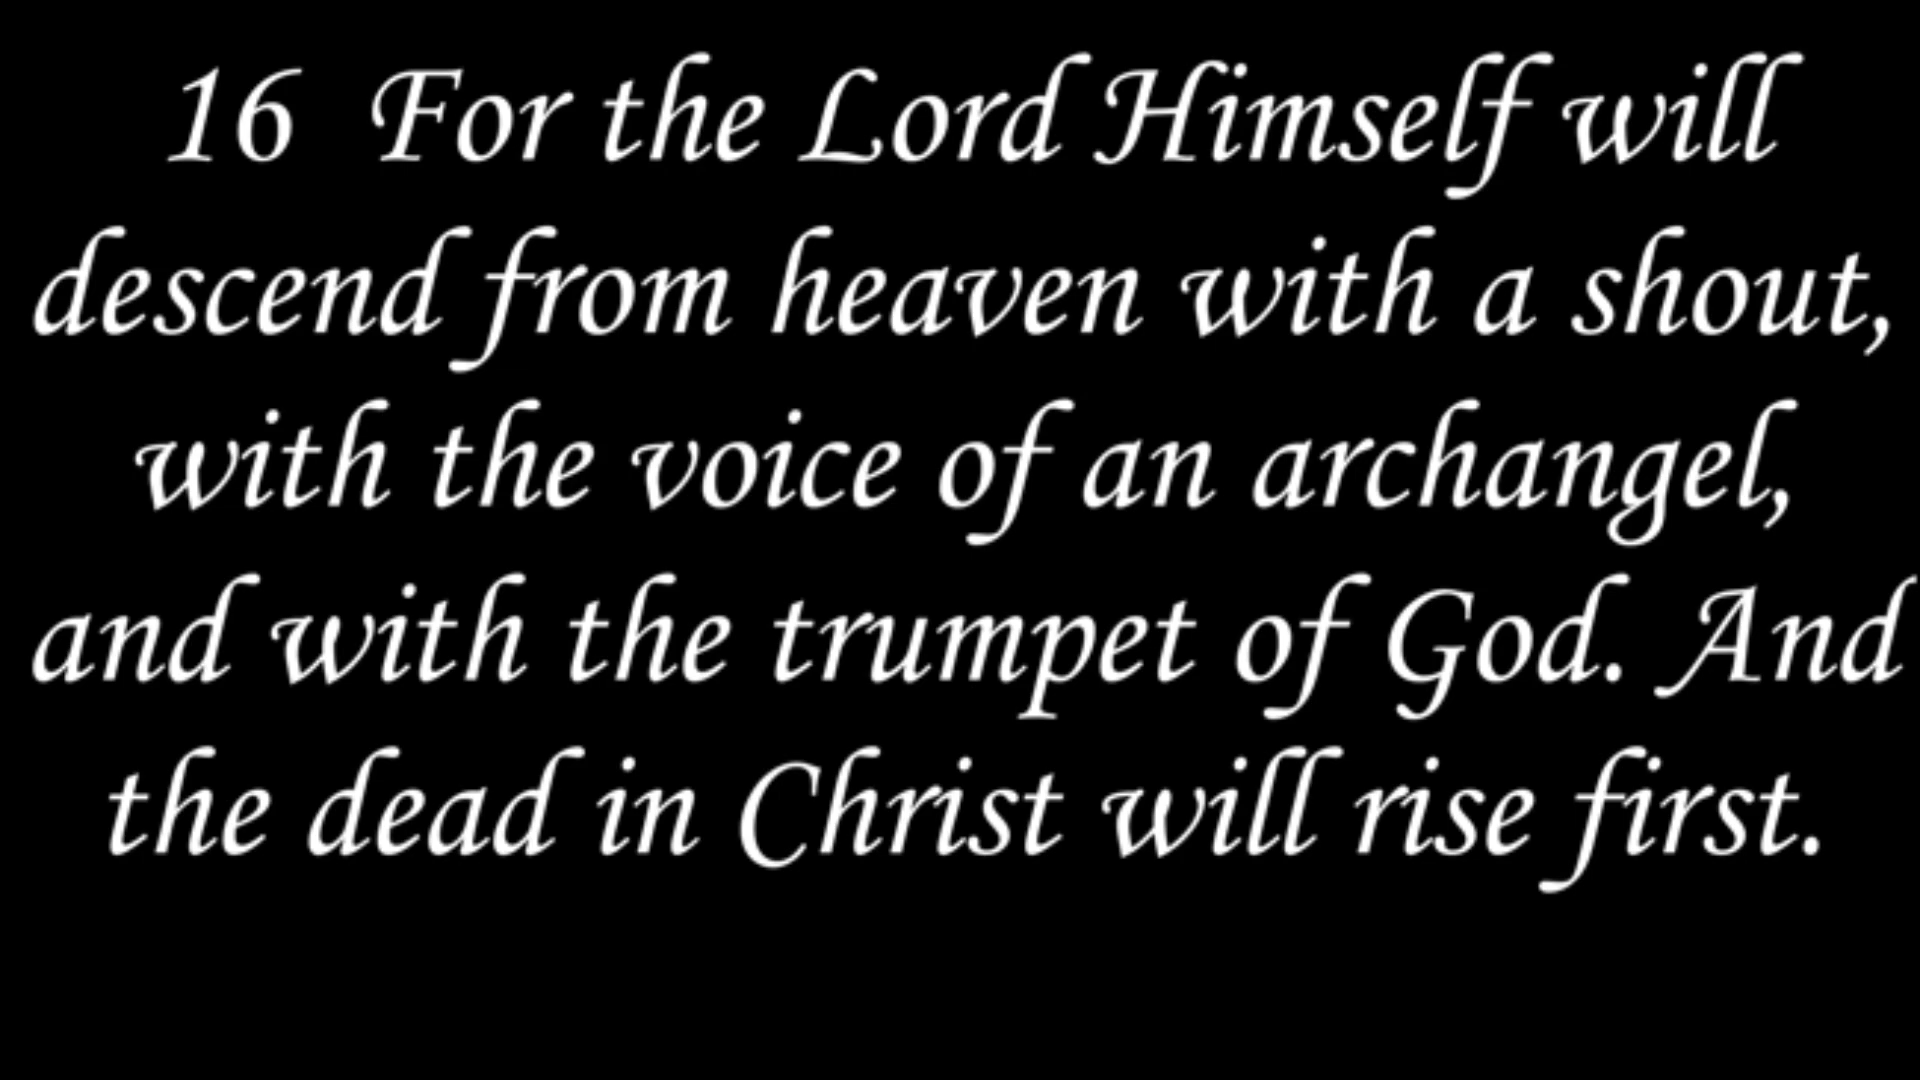 16 For the Lord Himself will
descend from heaven with a shout,
with the voice of an archangel,
and with the trumpet of God. And
the dead in Christ will rise first.